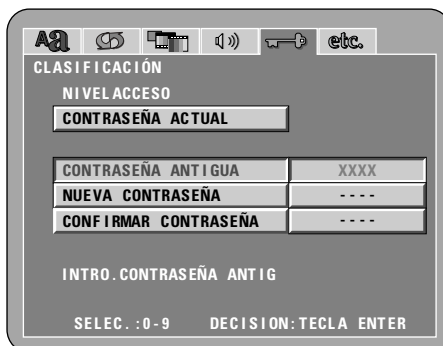 Aa etc.
CLASIFICACIÓN
NIVEL ACCESO
CONTRASEÑA ACTUAL
CONTRASEÑA ANTIGUA XXXX
NUEVA CONTRASEÑA - - - -
CONFIRMAR CONTRASEÑA - - - -
INTRO.CONTRASEÑA ANTIG
SELEC.:0-9 DECISION:TECLA ENTER